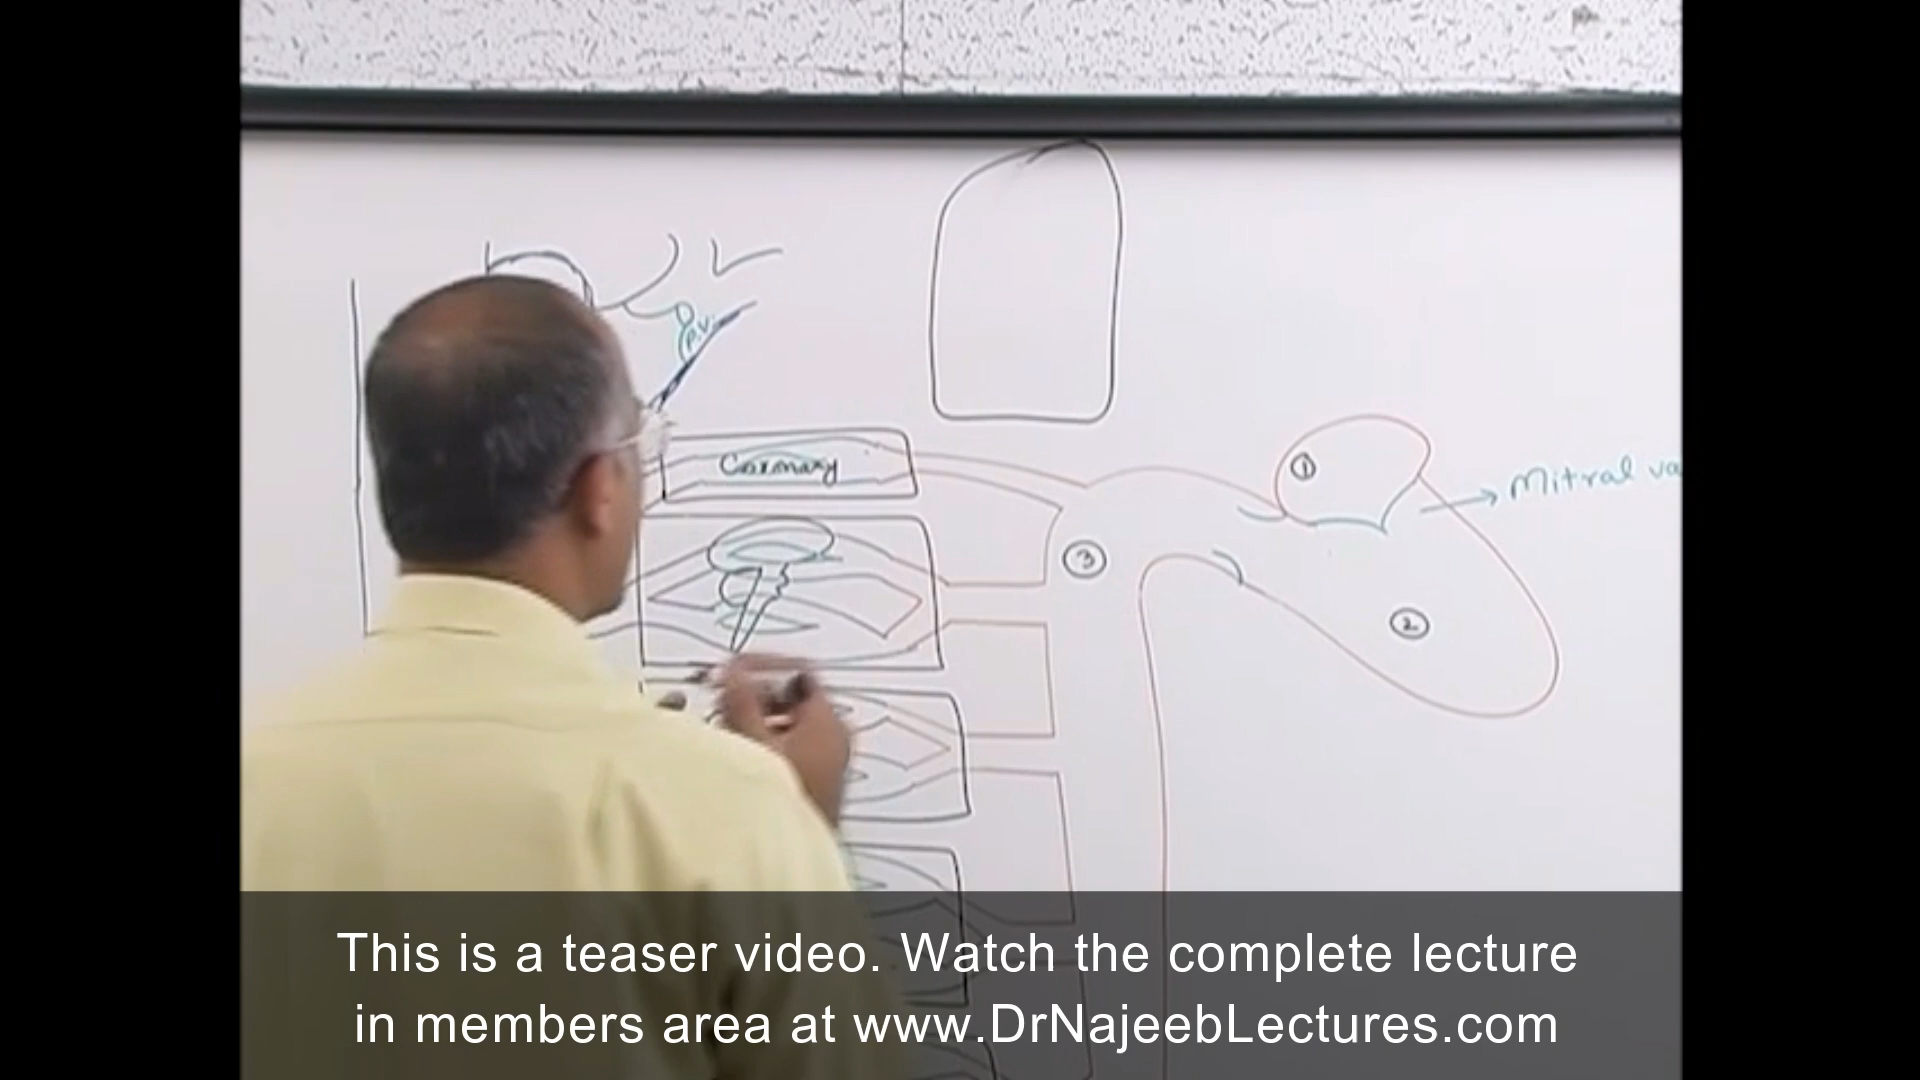 P.V.
Coronary
①
Mitral va
③
②
This is a teaser video. Watch the complete lecture
in members area at www.DrNajeebLectures.com